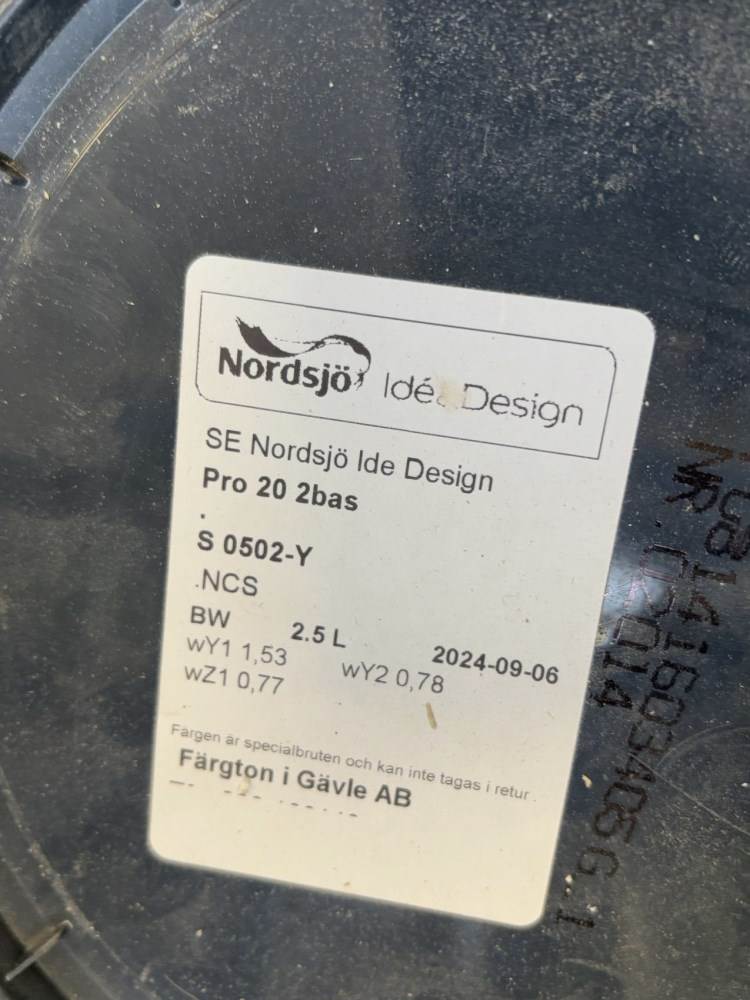 Nordsjö Idé Design
SE Nordsjö Ide Design
Pro 20 2bas
.
S 0502-Y
.NCS
BW 2.5 L 2024-09-06
wY1 1,53 wY2 0,78
wZ1 0,77
Färgen är specialbruten och kan inte tagas i retur.
Färgton i Gävle AB
NR. 02014